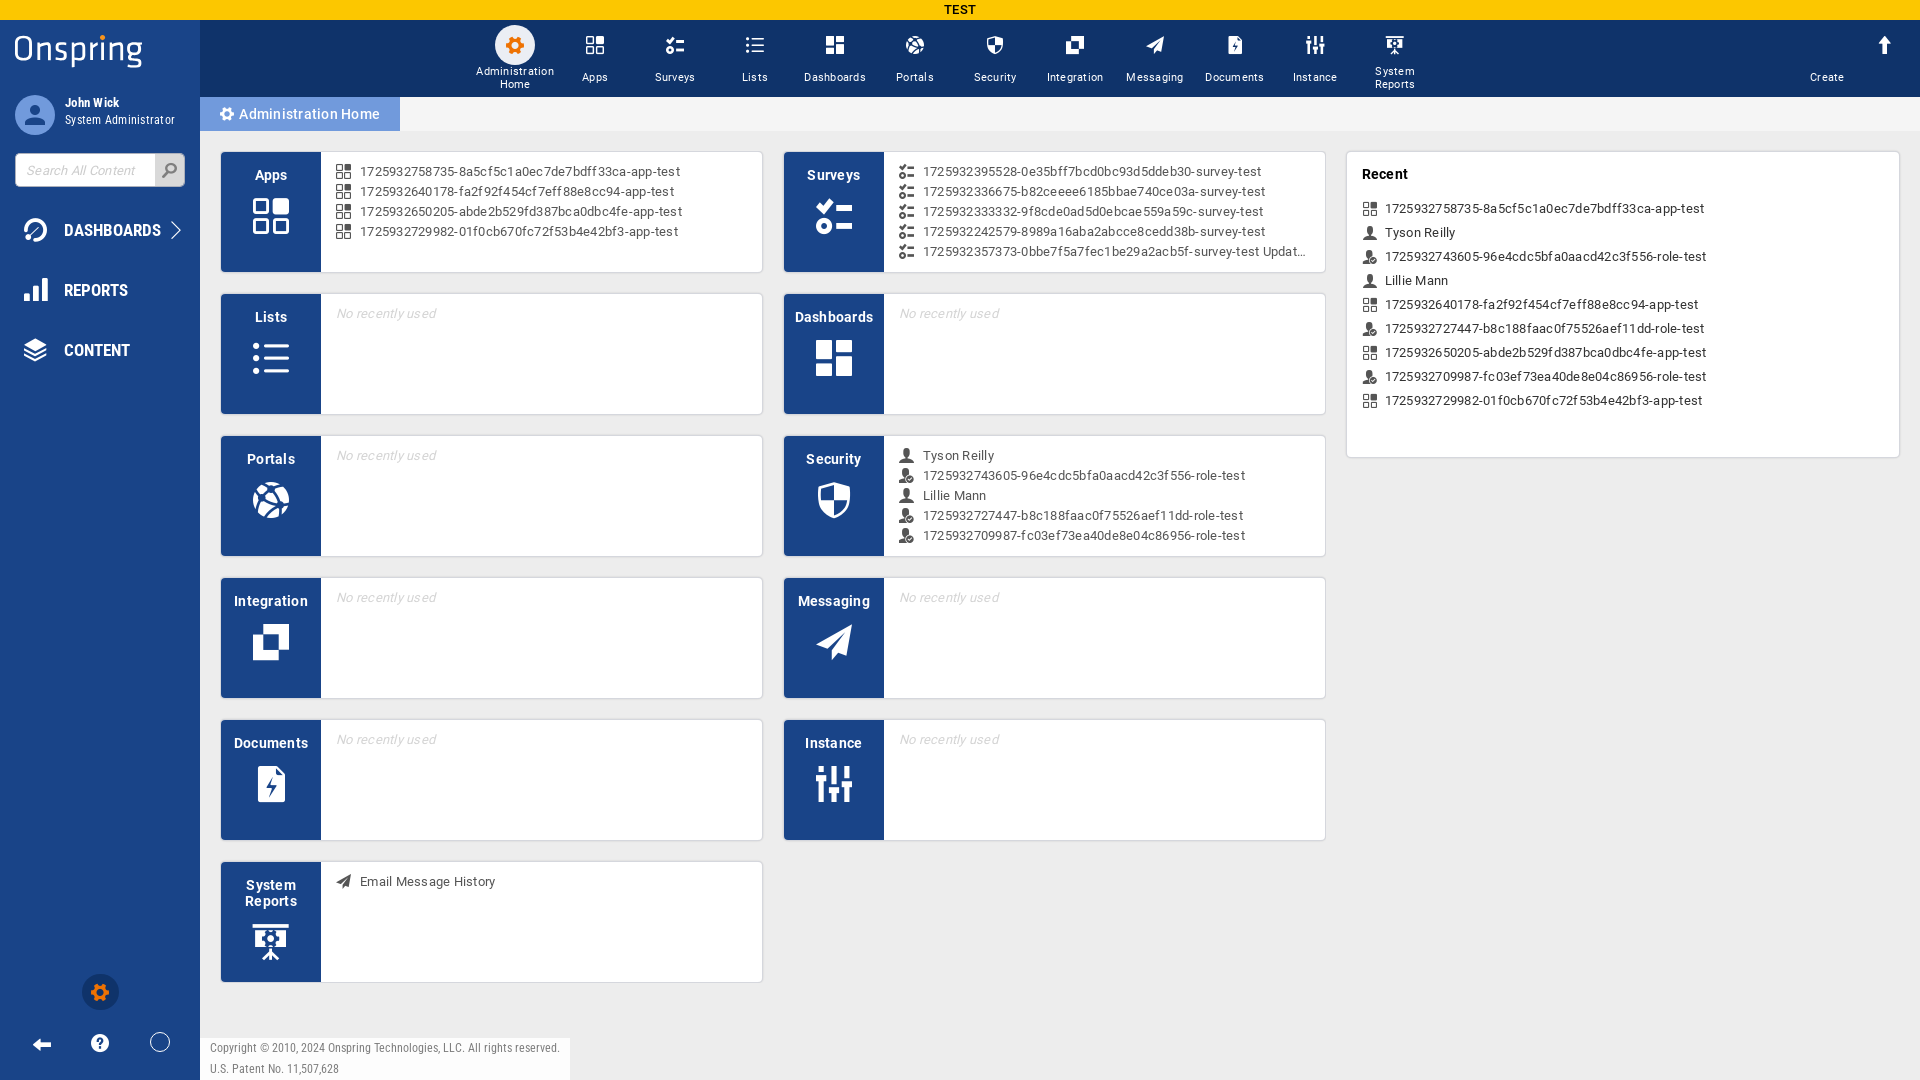 TEST
Onspring
John Wick
System Administrator
Search All Content
DASHBOARDS
REPORTS
CONTENT
Administration
Home
Apps
Surveys
Lists
Dashboards
Portals
Security
Integration
Messaging
Documents
Instance
System
Reports
Create
Administration Home
Apps
1725932758735-8a5cf5c1a0ec7de7bdff33ca-app-test
1725932640178-fa2f92f454cf7eff88e8cc94-app-test
1725932650205-abde2b529fd387bca0dbc4fe-app-test
1725932729982-01f0cb670fc72f53b4e42bf3-app-test
Surveys
1725932395528-0e35bff7bcd0bc93d5ddeb30-survey-test
1725932336675-b82ceeee6185bbae740ce03a-survey-test
1725932333332-9f8cde0ad5d0ebcae559a59c-survey-test
1725932242579-8989a16aba2abcce8cedd38b-survey-test
1725932357373-0bbe7f5a7fec1be29a2acb5f-survey-test Updat...
Lists
No recently used
Dashboards
No recently used
Portals
No recently used
Security
Tyson Reilly
1725932743605-96e4cdc5bfa0aacd42c3f556-role-test
Lillie Mann
1725932727447-b8c188faac0f75526aef11dd-role-test
1725932709987-fc03ef73ea40de8e04c86956-role-test
Integration
No recently used
Messaging
No recently used
Documents
No recently used
Instance
No recently used
System
Reports
Email Message History
Recent
1725932758735-8a5cf5c1a0ec7de7bdff33ca-app-test
Tyson Reilly
1725932743605-96e4cdc5bfa0aacd42c3f556-role-test
Lillie Mann
1725932640178-fa2f92f454cf7eff88e8cc94-app-test
1725932727447-b8c188faac0f75526aef11dd-role-test
1725932650205-abde2b529fd387bca0dbc4fe-app-test
1725932709987-fc03ef73ea40de8e04c86956-role-test
1725932729982-01f0cb670fc72f53b4e42bf3-app-test
Copyright © 2010, 2024 Onspring Technologies, LLC. All rights reserved.
U.S. Patent No. 11,507,628